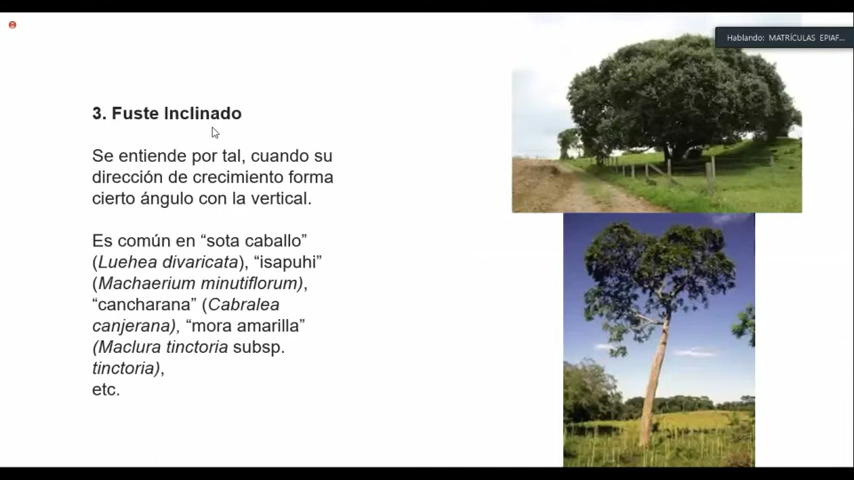 Hablando: MATRÍCULAS EPIAF...
3. Fuste Inclinado
Se entiende por tal, cuando su
dirección de crecimiento forma
cierto ángulo con la vertical.
Es común en “sota caballo”
(Luehea divaricata), “isapuhi”
(Machaerium minutiflorum),
“cancharana” (Cabralea
canjerana), “mora amarilla”
(Maclura tinctoria subsp.
tinctoria),
etc.